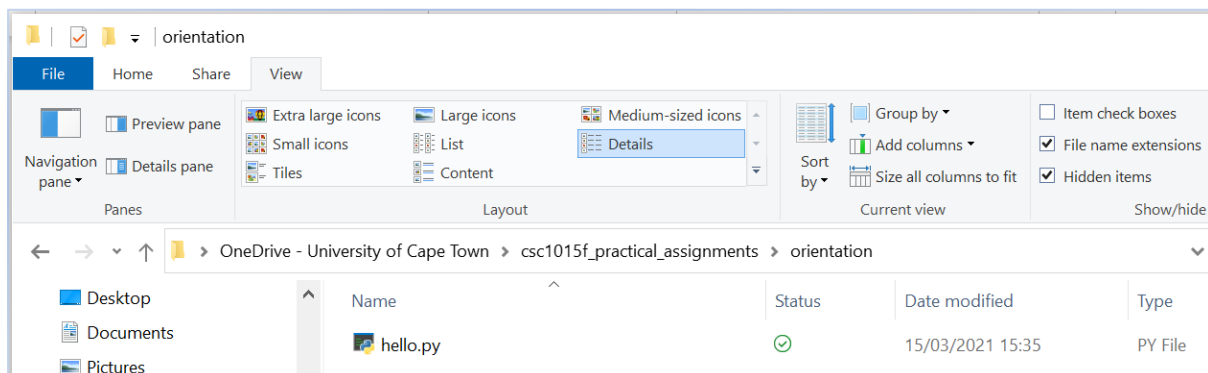 orientation
File Home Share View
Preview pane Extra large icons Large icons Medium-sized icons Group by Item check boxes
Navigation pane Details pane Small icons List Details Sort by Add columns File name extensions
Tiles Content Size all columns to fit Hidden items
Panes Layout Current view Show/hide
OneDrive - University of Cape Town > csc1015f_practical_assignments > orientation
Desktop Name Status Date modified Type
Documents hello.py 15/03/2021 15:35 PY File
Pictures